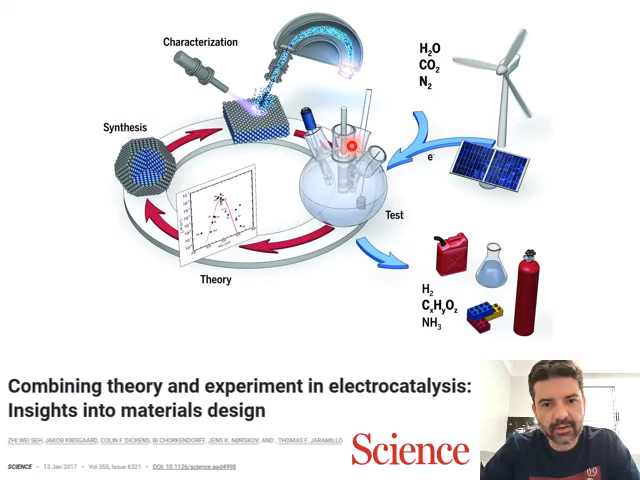 Characterization
H₂O
CO₂
N₂
Synthesis
e⁻
Test
Theory
H₂
CₓHᵧO_z
NH₃
Combining theory and experiment in electrocatalysis:
Insights into materials design
ZHI WEI SEH, JAKOB KIBSGAARD, COLIN F. DICKENS, IB CHORKENDORFF, JENS K. NØRSKOV, AND, THOMAS F. JARAMILLO
SCIENCE • 13 Jan 2017 • Vol 355, Issue 6321 • DOI: 10.1126/science.aad4998
Science